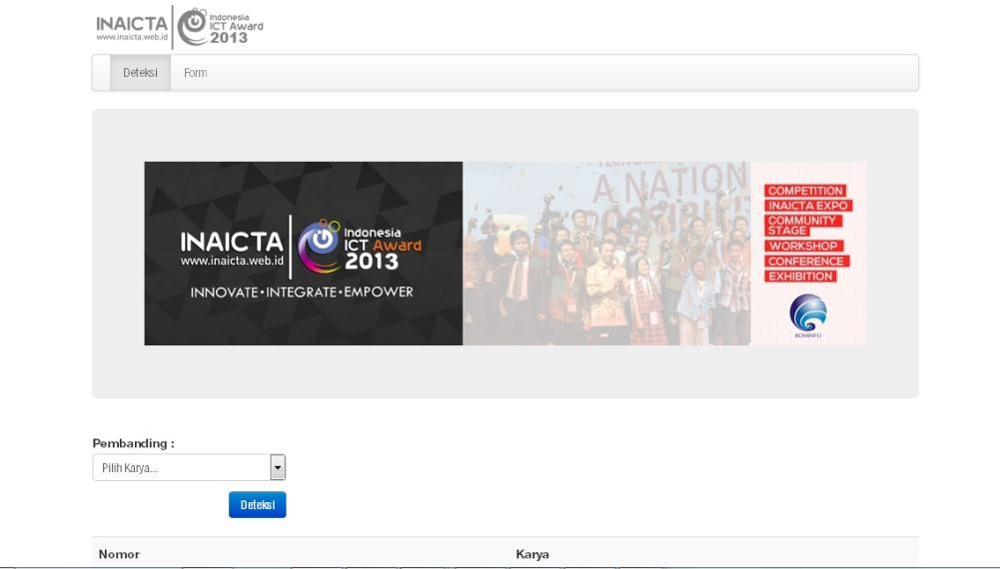 INAICTA
www.inaicta.web.id
Indonesia
ICT Award
2013
Deteksi
Form
INAICTA
www.inaicta.web.id
Indonesia
ICT Award
2013
INNOVATE•INTEGRATE•EMPOWER
A NATION
COMPETITION
INAICTA EXPO
COMMUNITY
STAGE
WORKSHOP
CONFERENCE
EXHIBITION
KOMINFO
Pembanding :
Pilih Karya...
Deteksi
Nomor
Karya